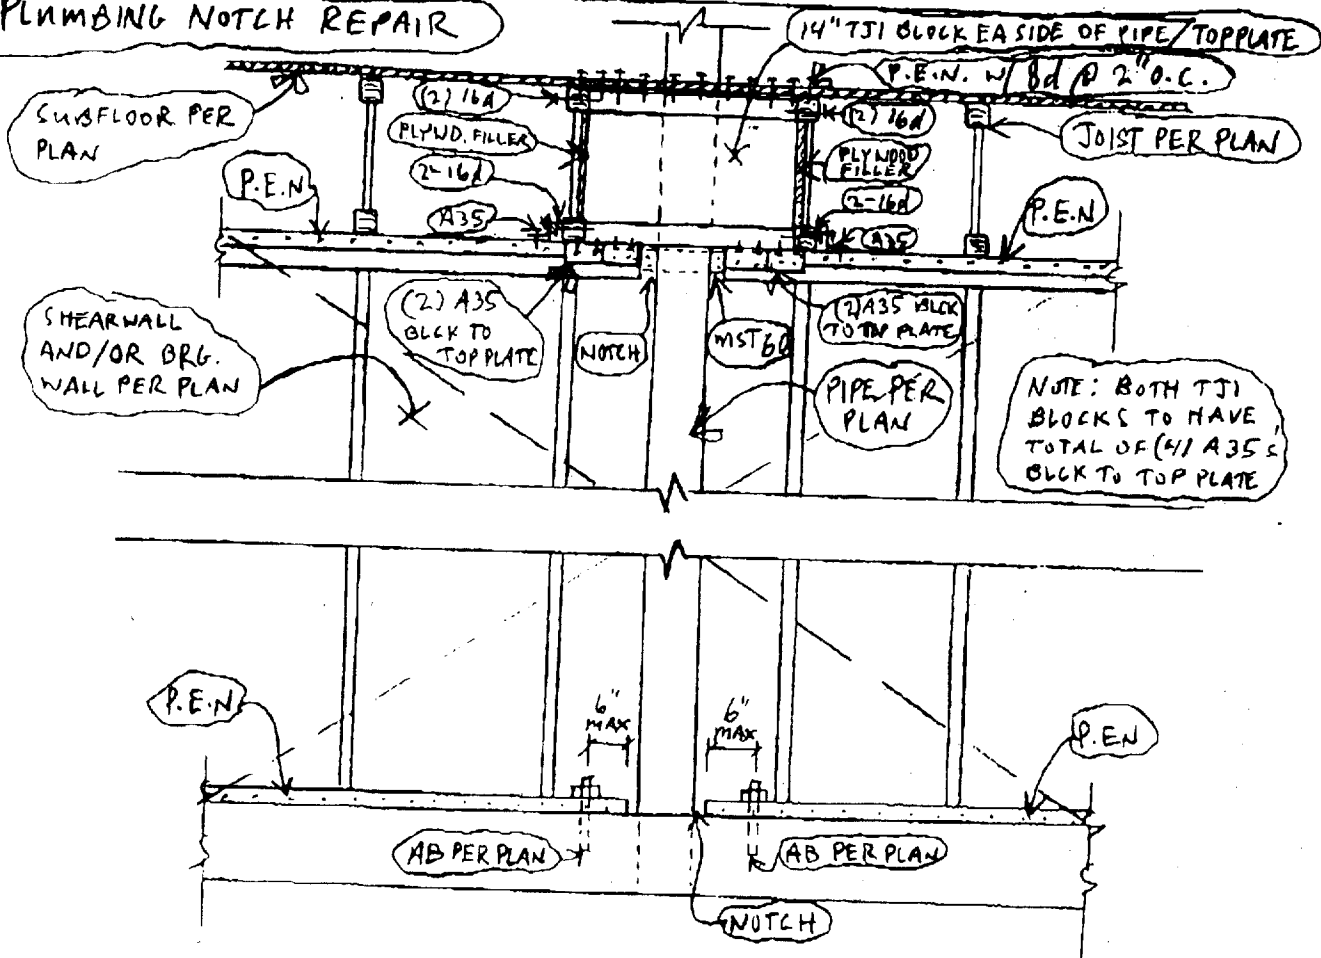 PLUMBING NOTCH REPAIR
14" TJI BLOCK EA SIDE OF PIPE/TOPPLATE
P.E.N. W/ 8d @ 2" O.C.
SUBFLOOR PER
PLAN
(2) 16d
(2) 16d
JOIST PER PLAN
PLYWD. FILLER
PLYWOOD
FILLER
P.E.N.
2-16d
2-16d
P.E.N
A35
A35
SHEARWALL
AND/OR BRG.
WALL PER PLAN
(2) A35
BLCK TO
TOP PLATE
NOTCH
MST 60
(2) A35 BLCK
TO TOP PLATE
PIPE PER
PLAN
NOTE: BOTH TJI
BLOCKS TO HAVE
TOTAL OF (4) A35s
BLCK TO TOP PLATE
P.E.N
6"
MAX
6"
MAX
P.E.N
AB PER PLAN
AB PER PLAN
NOTCH